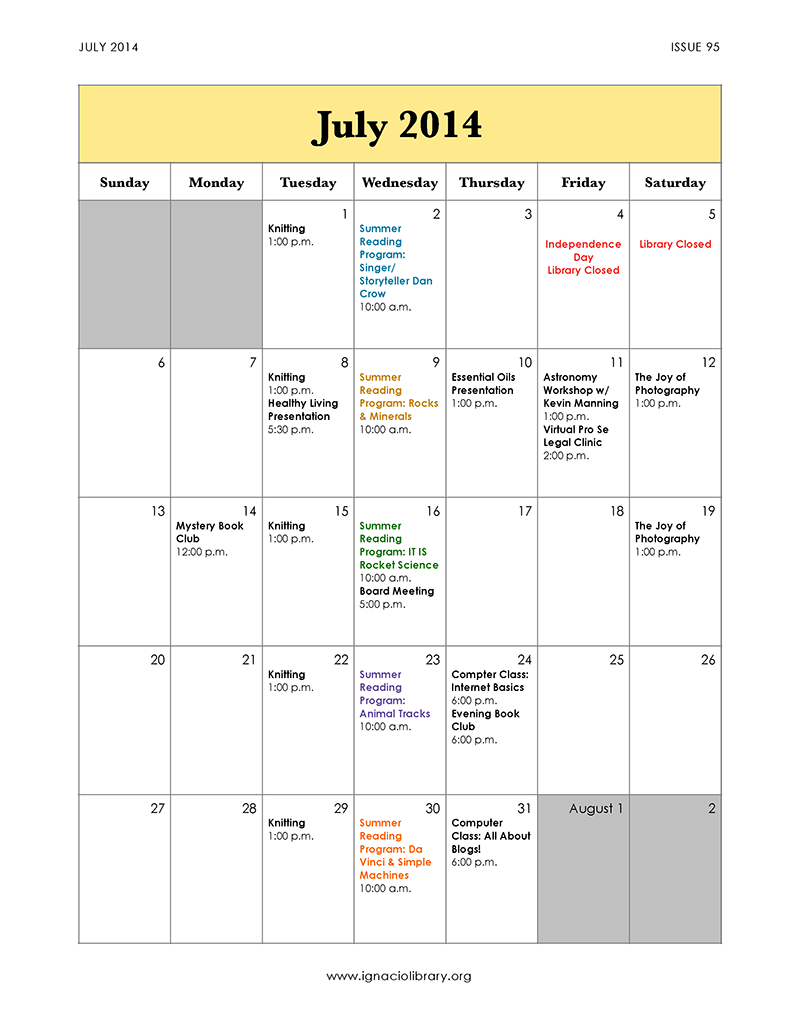 JULY 2014
ISSUE 95
July 2014
Sunday
Monday
Tuesday
Wednesday
Thursday
Friday
Saturday
1
Knitting
1:00 p.m.
2
Summer
Reading
Program:
Singer/
Storyteller Dan
Crow
10:00 a.m.
3
4
Independence
Day
Library Closed
5
Library Closed
6
7
8
Knitting
1:00 p.m.
Healthy Living
Presentation
5:30 p.m.
9
Summer
Reading
Program: Rocks
& Minerals
10:00 a.m.
10
Essential Oils
Presentation
1:00 p.m.
11
Astronomy
Workshop w/
Kevin Manning
1:00 p.m.
Virtual Pro Se
Legal Clinic
2:00 p.m.
12
The Joy of
Photography
1:00 p.m.
13
14
Mystery Book
Club
12:00 p.m.
15
Knitting
1:00 p.m.
16
Summer
Reading
Program: IT IS
Rocket Science
10:00 a.m.
Board Meeting
5:00 p.m.
17
18
19
The Joy of
Photography
1:00 p.m.
20
21
22
Knitting
1:00 p.m.
23
Summer
Reading
Program:
Animal Tracks
10:00 a.m.
24
Compter Class:
Internet Basics
6:00 p.m.
Evening Book
Club
6:00 p.m.
25
26
27
28
29
Knitting
1:00 p.m.
30
Summer
Reading
Program: Da
Vinci & Simple
Machines
10:00 a.m.
31
Computer
Class: All About
Blogs!
6:00 p.m.
August 1
2
www.ignaciolibrary.org